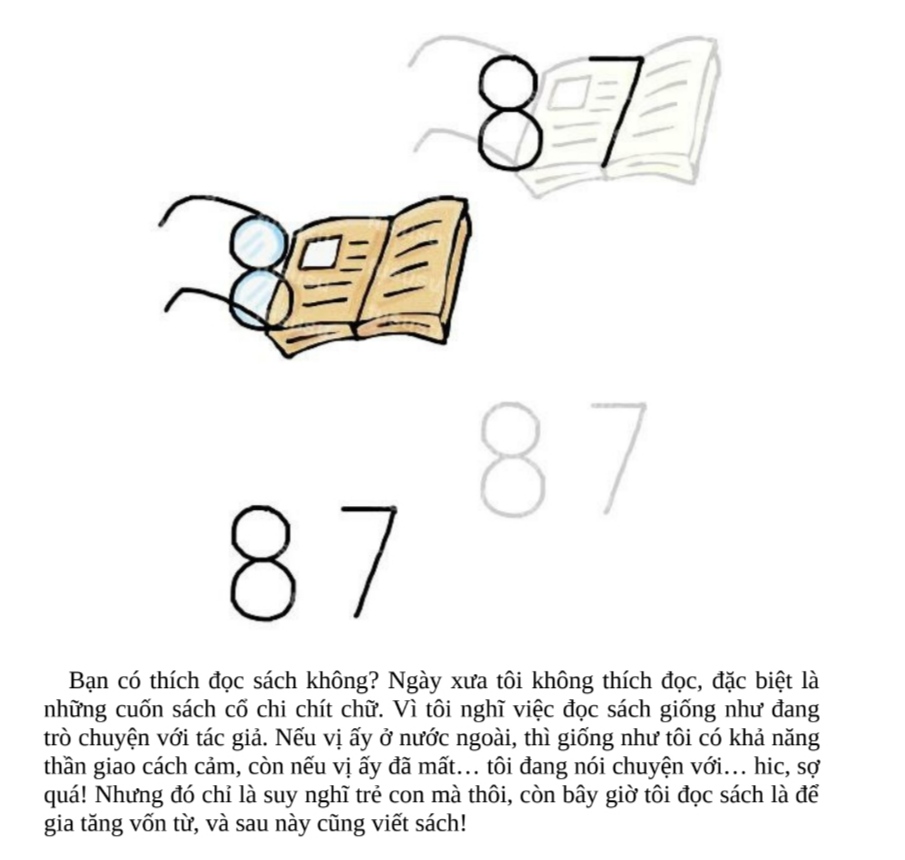 8 7
8 7
8 7
Bạn có thích đọc sách không? Ngày xưa tôi không thích đọc, đặc biệt là
những cuốn sách cổ chi chít chữ. Vì tôi nghĩ việc đọc sách giống như đang
trò chuyện với tác giả. Nếu vị ấy ở nước ngoài, thì giống như tôi có khả năng
thần giao cách cảm, còn nếu vị ấy đã mất… tôi đang nói chuyện với… hic, sợ
quá! Nhưng đó chỉ là suy nghĩ trẻ con mà thôi, còn bây giờ tôi đọc sách là để
gia tăng vốn từ, và sau này cũng viết sách!